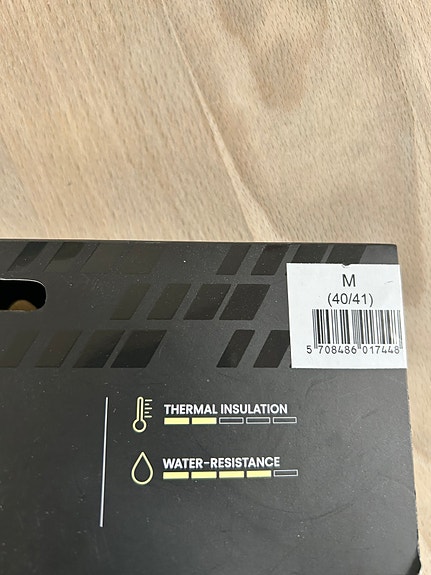 M
(40/41)
5 708486 017448
THERMAL INSULATION
WATER-RESISTANCE